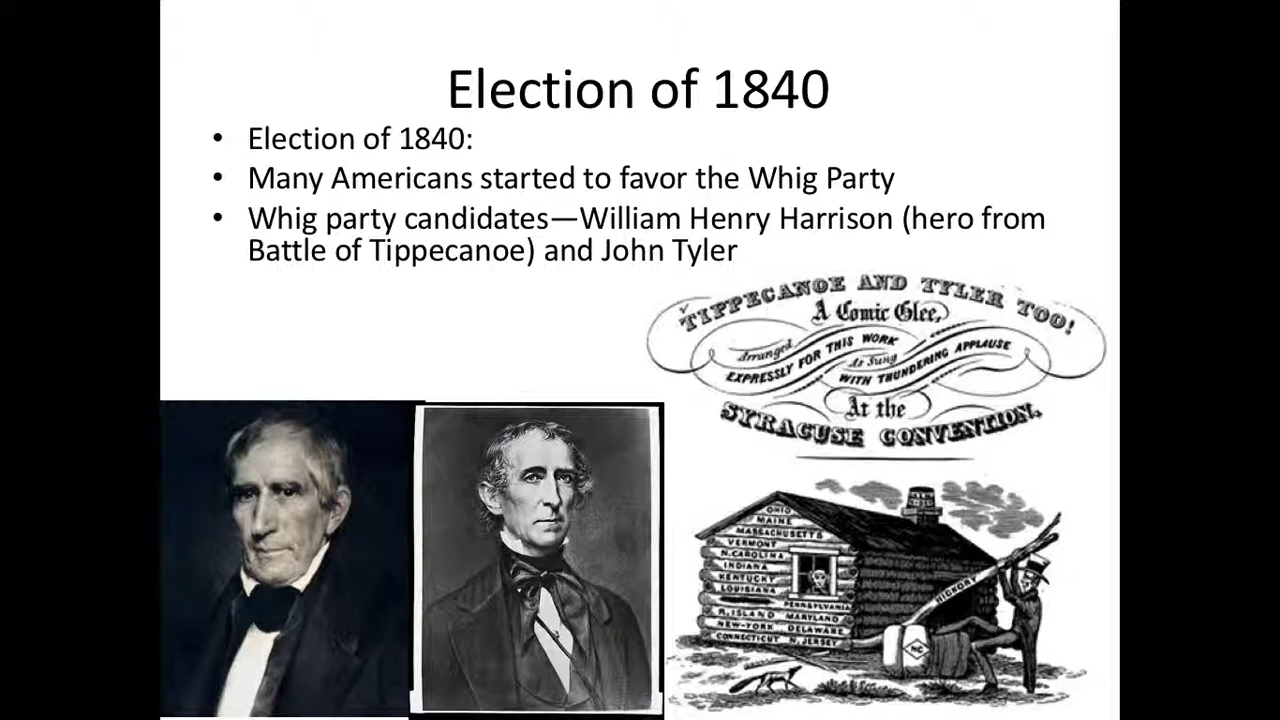 Election of 1840
• Election of 1840:
• Many Americans started to favor the Whig Party
• Whig party candidates—William Henry Harrison (hero from
Battle of Tippecanoe) and John Tyler
TIPPECANOE AND TYLER TOO!
A Comic Glee,
Arranged
EXPRESSLY FOR THIS WORK
As Sung
WITH THUNDERING APPLAUSE
At the
SYRACUSE CONVENTION.
OHIO
MAINE
MASSACHUSETTS
VERMONT
N.CAROLINA
INDIANA
KENTUCKY
LOUISIANA
PENNSYLVANIA
R.ISLAND MARYLAND
NEW-YORK DELAWARE
CONNECTICUT N.JERSEY
HICKORY